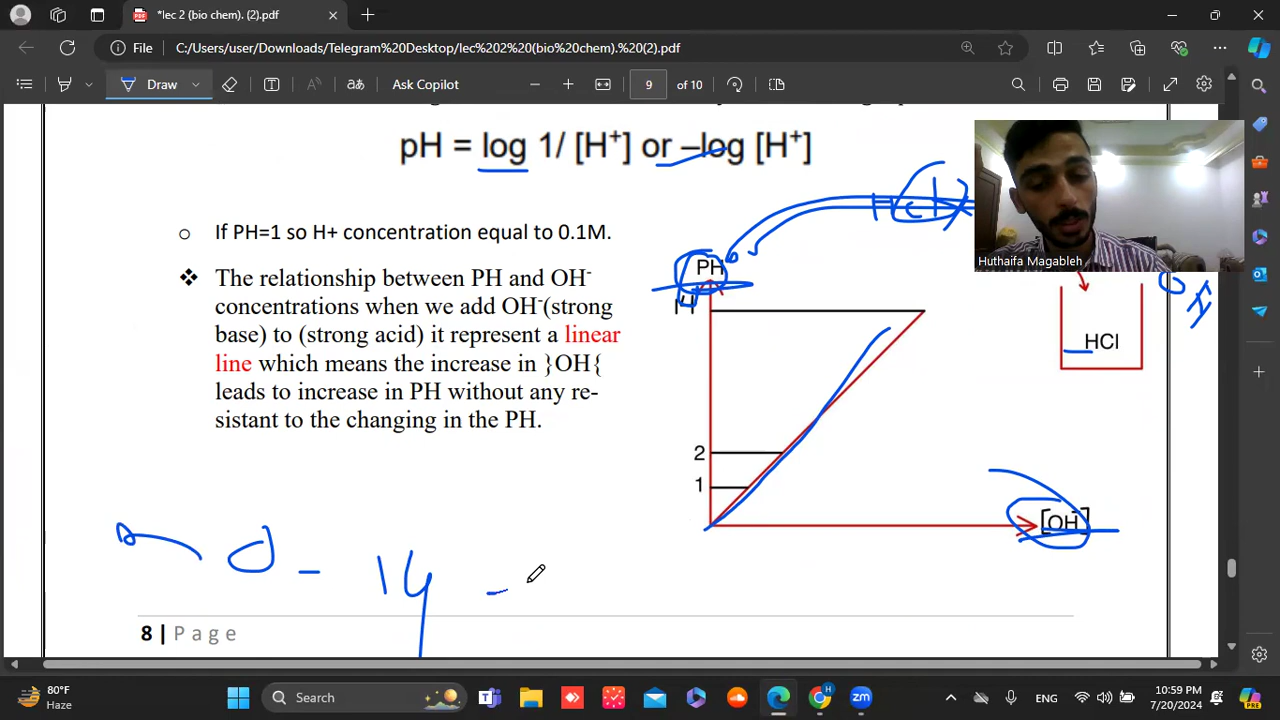 *lec 2 (bio chem). (2).pdf
File C:/Users/user/Downloads/Telegram%20Desktop/lec%202%20(bio%20chem).%20(2).pdf
Draw Ask Copilot 9 of 10
pH = log 1/ [H+] or –log [H+]
If PH=1 so H+ concentration equal to 0.1M.
The relationship between PH and OH-
concentrations when we add OH-(strong
base) to (strong acid) it represent a linear
line which means the increase in }OH{
leads to increase in PH without any re-
sistant to the changing in the PH.
PH
2
1
[OH]
HCl
Huthaifa Magableh
14
8 | Page
80°F
Haze
Search
ENG
10:59 PM
7/20/2024